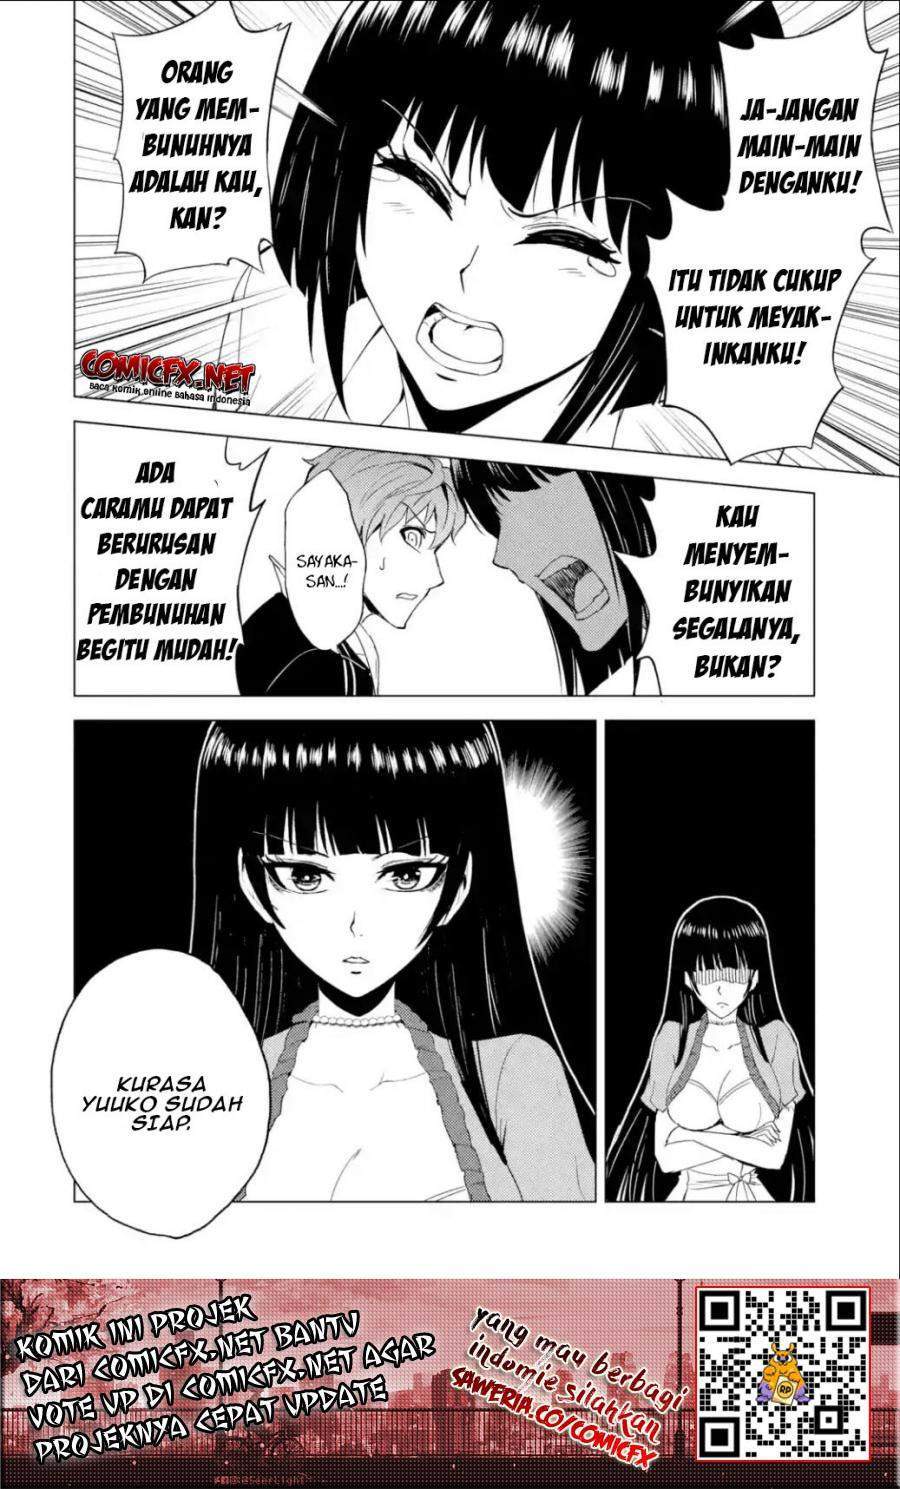 JA-JANGAN
MAIN-MAIN
DENGANKU!
ITU TIDAK CUKUP
UNTUK MEYAK-
INKANKU!
ORANG
YANG MEM-
BUNUHNYA
ADALAH KAU,
KAN?
COMICFX.NET
Baca Komik Online Bahasa Indonesia
KAU
MENYEM-
BUNYIKAN
SEGALANYA,
BUKAN?
SAYAKA-
SAN...!
ADA
CARAMU DAPAT
BERURUSAN
DENGAN
PEMBUNUHAN
BEGITU MUDAH!
KURASA
YUUKO SUDAH
SIAP.
KOMIK INI PROJEK
DARI COMICFX.NET BANTU
VOTE UP DI COMICFX.NET AGAR
PROJEKNYA CEPAT UPDATE
yang mau berbagi
indomie silahkan
SAWERIA.CO/COMICFX
RP
@SeerLight